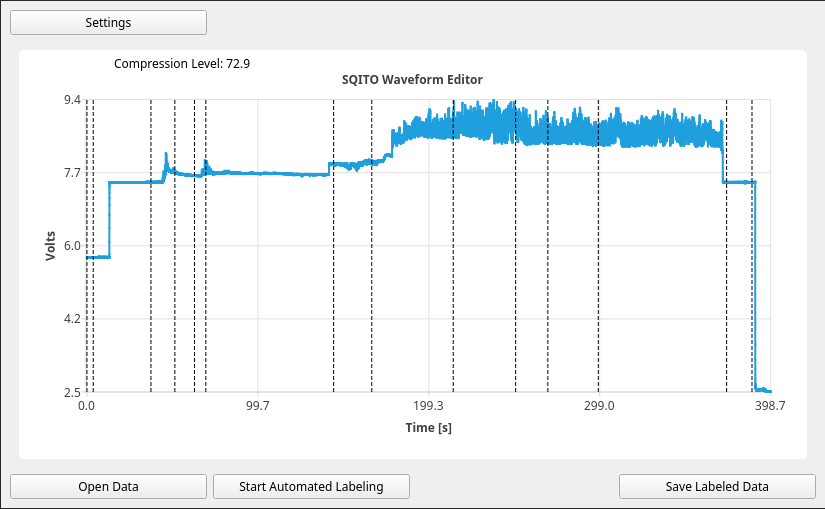 Settings
Compression Level: 72.9
SQITO Waveform Editor
9.4
7.7
6.0
4.2
2.5
Volts
0.0
99.7
199.3
299.0
398.7
Time [s]
Open Data
Start Automated Labeling
Save Labeled Data